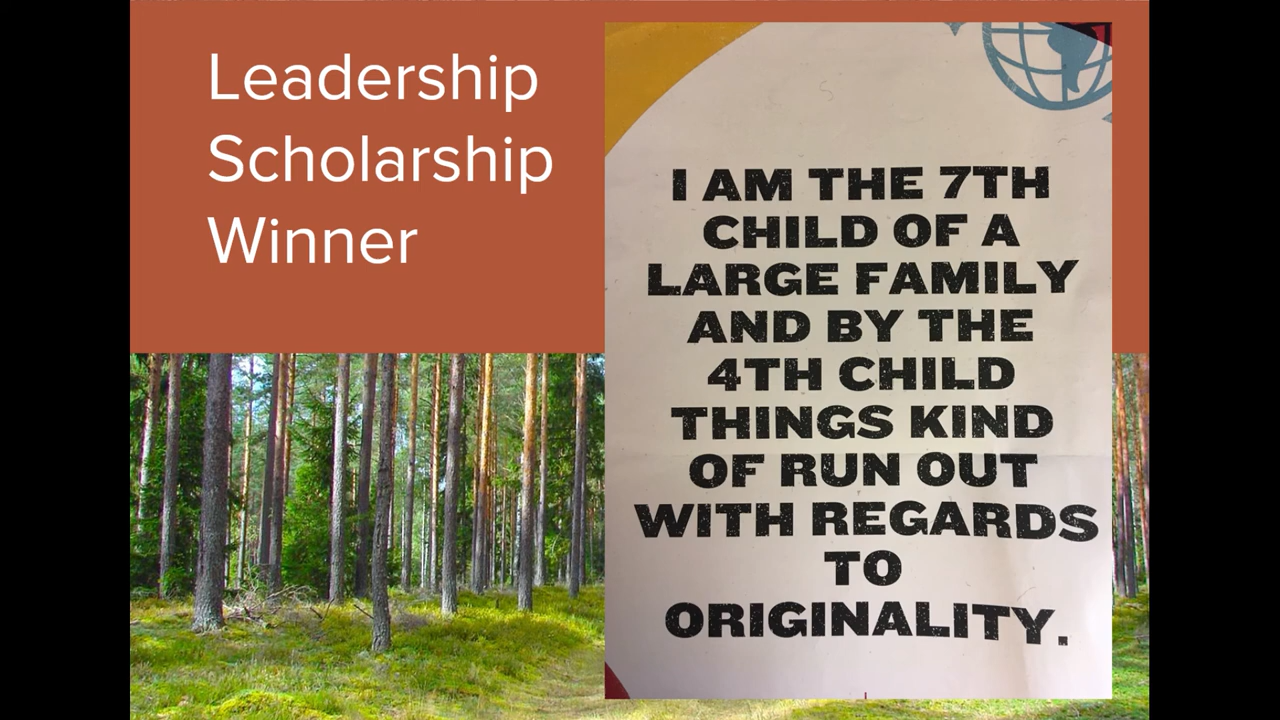 Leadership
Scholarship
Winner
I AM THE 7TH
CHILD OF A
LARGE FAMILY
AND BY THE
4TH CHILD
THINGS KIND
OF RUN OUT
WITH REGARDS
TO
ORIGINALITY.